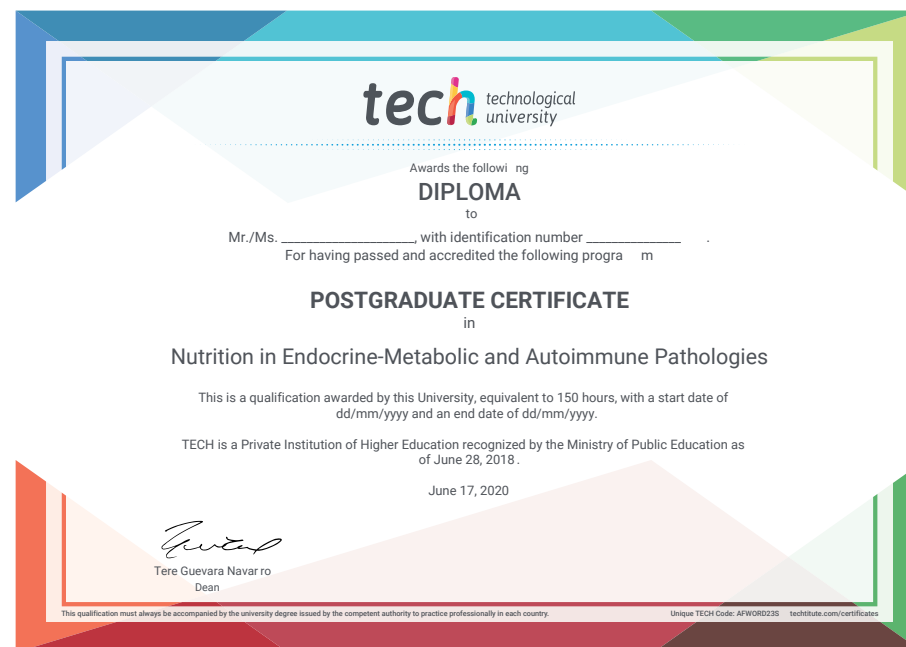 tech technological
university
Awards the followi ng
DIPLOMA
to
Mr./Ms. ___________________, with identification number ______________ .
For having passed and accredited the following progra m
POSTGRADUATE CERTIFICATE
in
Nutrition in Endocrine-Metabolic and Autoimmune Pathologies
This is a qualification awarded by this University, equivalent to 150 hours, with a start date of
dd/mm/yyyy and an end date of dd/mm/yyyy.
TECH is a Private Institution of Higher Education recognized by the Ministry of Public Education as
of June 28, 2018 .
June 17, 2020
Tere Guevara Navar ro
Dean
This qualification must always be accompanied by the university degree issued by the competent authority to practice professionally in each country. Unique TECH Code: AFWORD23S techtitute.com/certificates